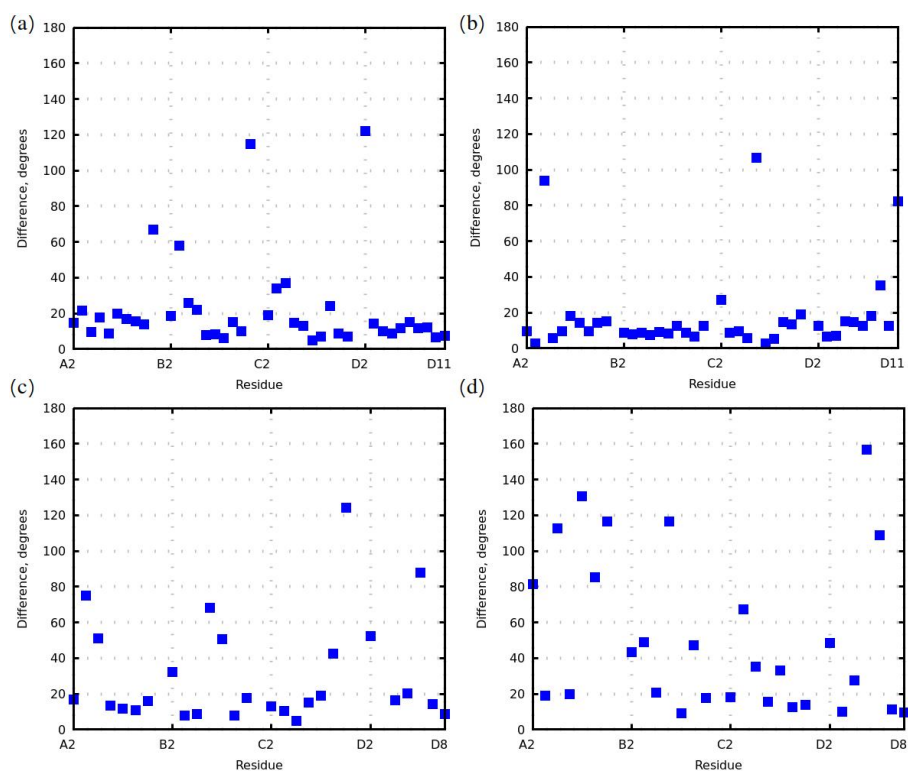 (a)
180
160
140
120
100
80
60
40
20
0
Difference, degrees
A2 B2 C2 D2 D11
Residue
(b)
180
160
140
120
100
80
60
40
20
0
Difference, degrees
A2 B2 C2 D2 D11
Residue
(c)
180
160
140
120
100
80
60
40
20
0
Difference, degrees
A2 B2 C2 D2 D8
Residue
(d)
180
160
140
120
100
80
60
40
20
0
Difference, degrees
A2 B2 C2 D2 D8
Residue